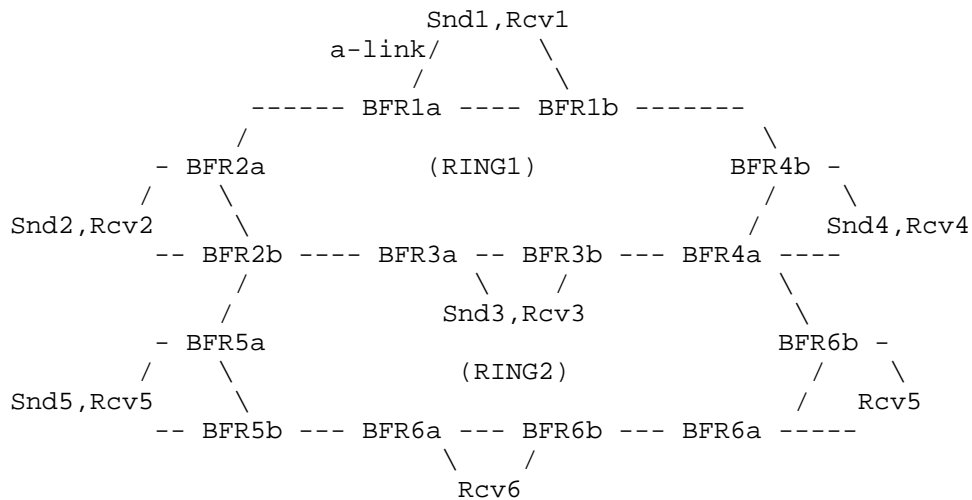 Snd1,Rcv1
a-link/ \
/ \
------ BFR1a ---- BFR1b -------
/ \
- BFR2a (RING1) BFR4b -
/ \ / \
Snd2,Rcv2 \ / Snd4,Rcv4
-- BFR2b ---- BFR3a -- BFR3b --- BFR4a ----
/ \ / \
/ Snd3,Rcv3 \
- BFR5a BFR6b -
/ \ (RING2) / \
Snd5,Rcv5 \ / Rcv5
-- BFR5b --- BFR6a --- BFR6b --- BFR6a -----
\ /
Rcv6